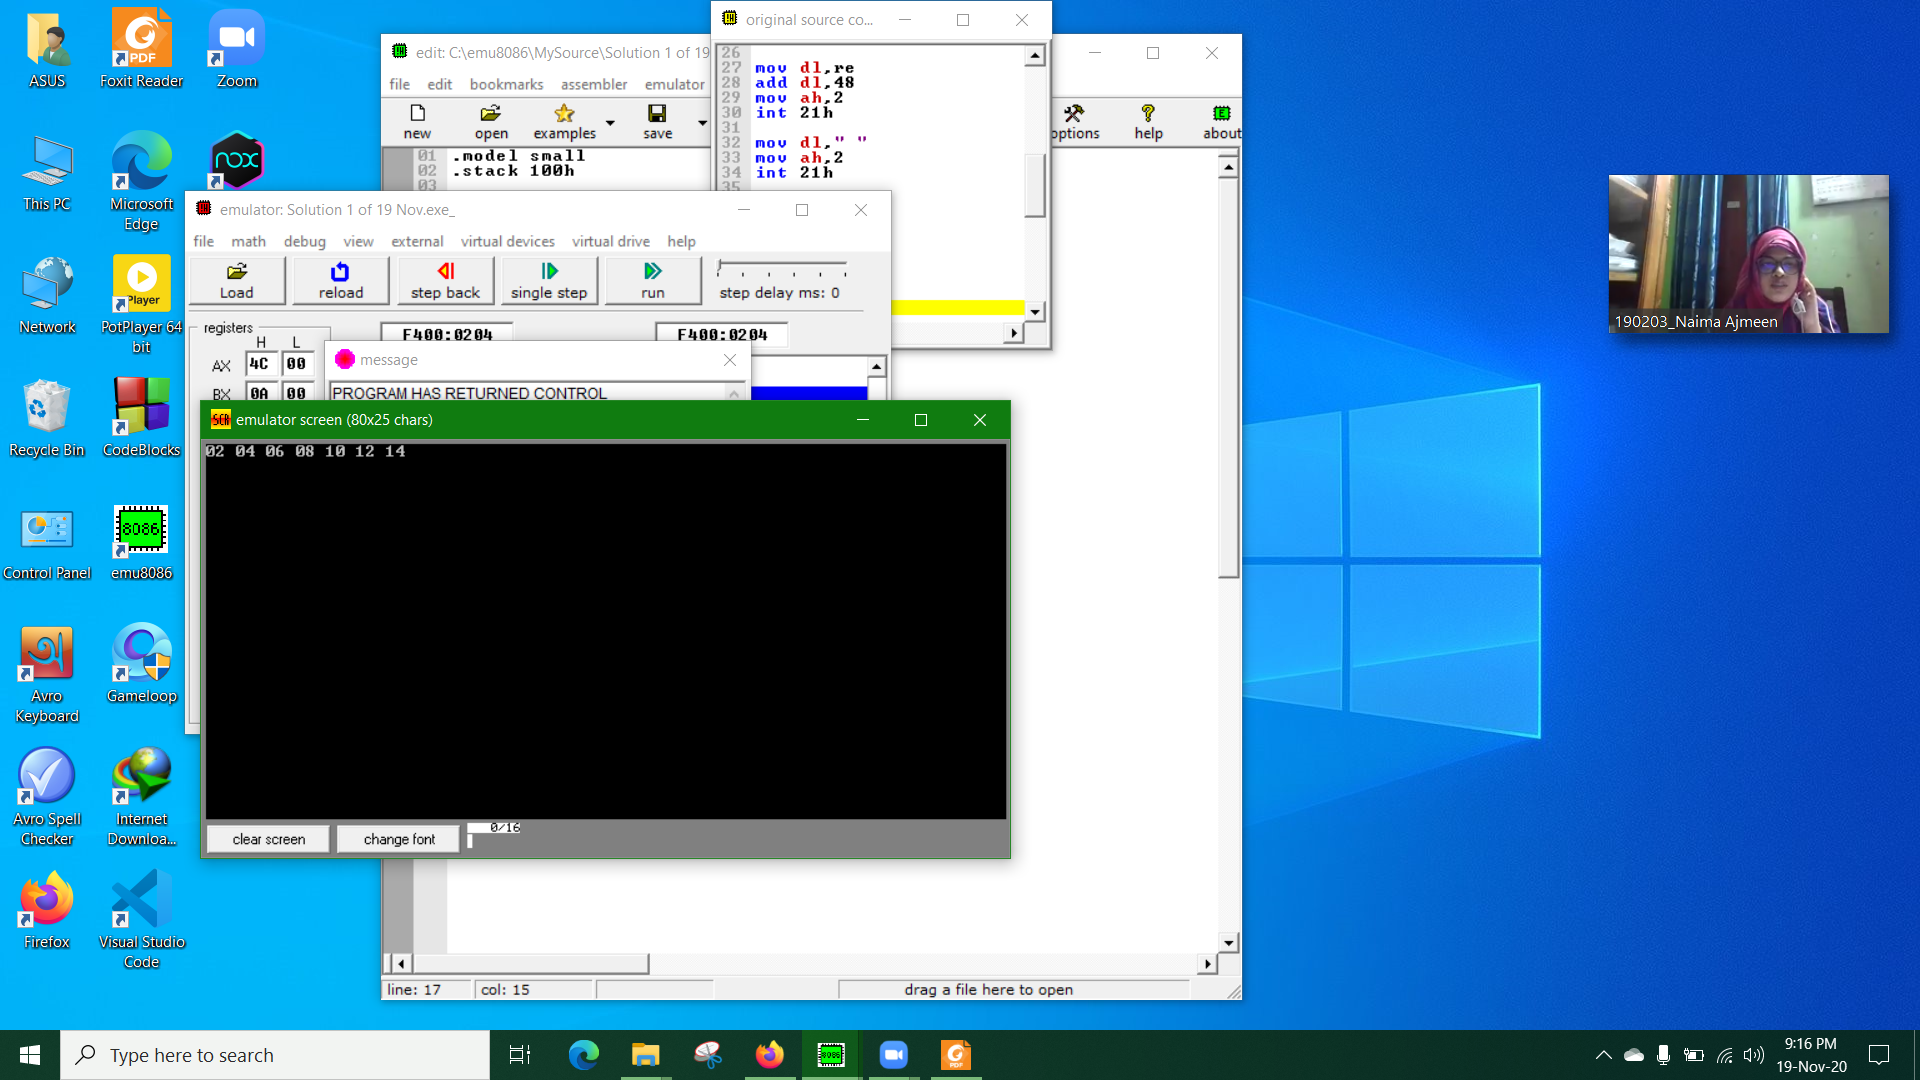 ASUS
Foxit Reader
Zoom
This PC
Microsoft
Edge
nox
Network
PotPlayer 64
bit
Player
Recycle Bin
CodeBlocks
Control Panel
emu8086
8086
Avro
Keyboard
Gameloop
Avro Spell
Checker
Internet
Downloa...
Firefox
Visual Studio
Code
PDF
edit: C:\emu8086\MySource\Solution 1 of 19
file edit bookmarks assembler emulator
new open examples save options help about
01 .model small
02 .stack 100h
03
original source co...
26
27 mov dl,re
28 add dl,48
29 mov ah,2
30 int 21h
31
32 mov dl," "
33 mov ah,2
34 int 21h
35
emulator: Solution 1 of 19 Nov.exe_
file math debug view external virtual devices virtual drive help
Load reload step back single step run step delay ms: 0
registers
H L
F400:0204 F400:0204
AX 4C 00
BX 0A 00
message
PROGRAM HAS RETURNED CONTROL
SCR emulator screen (80x25 chars)
02 04 06 08 10 12 14
clear screen change font 0/16
line: 17 col: 15 drag a file here to open
190203_Naima Ajmeen
Type here to search
9:16 PM
19-Nov-20